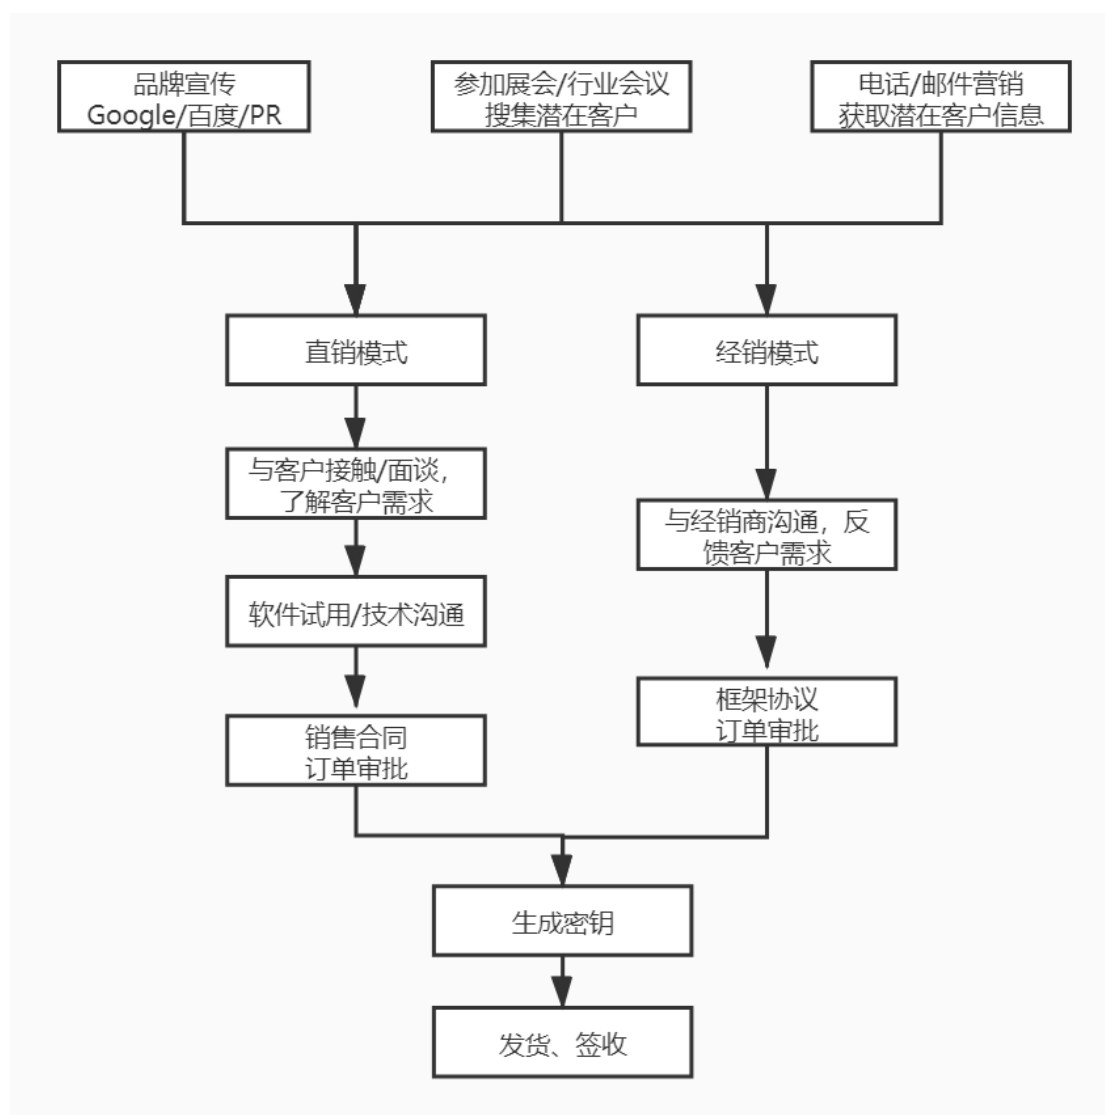 品牌宣传
Google/百度/PR
参加展会/行业会议
搜集潜在客户
电话/邮件营销
获取潜在客户信息
直销模式
经销模式
与客户接触/面谈，
了解客户需求
与经销商沟通，反
馈客户需求
软件试用/技术沟通
框架协议
订单审批
销售合同
订单审批
生成密钥
发货、签收